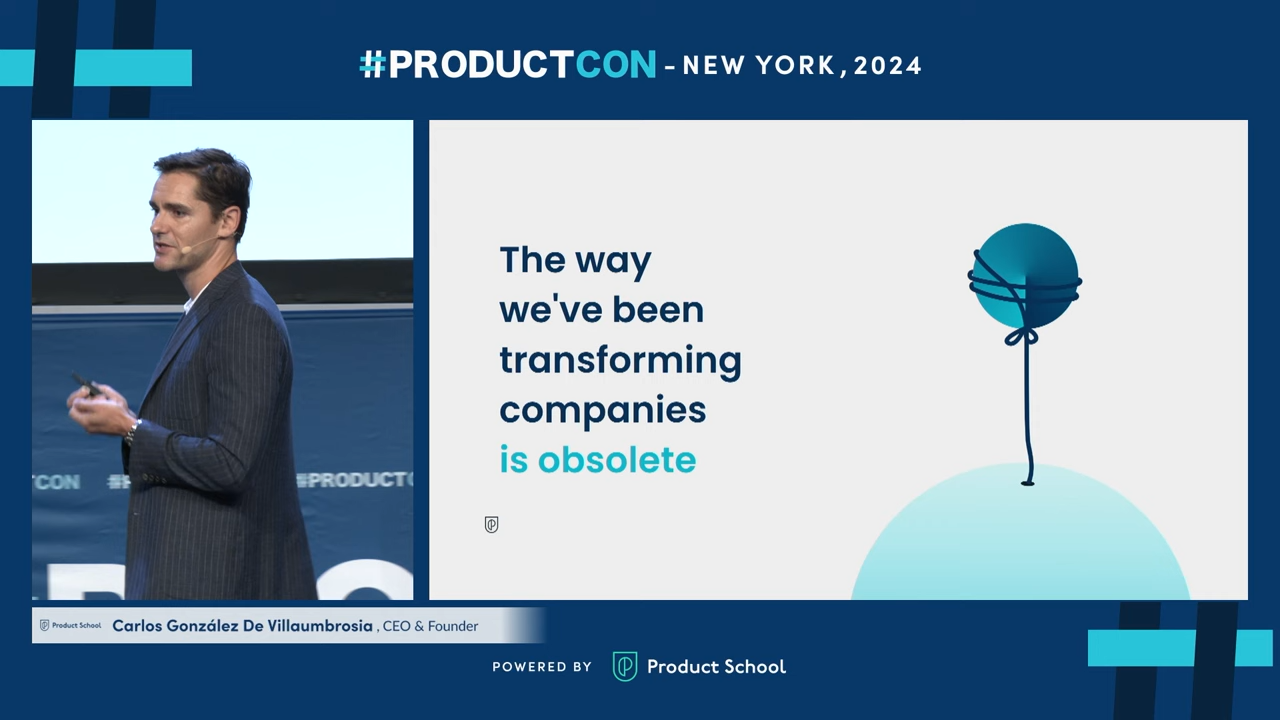 #PRODUCTCON - NEW YORK, 2024
The way
we've been
transforming
companies
is obsolete
#PRODUCTC
Product School Carlos González De Villaumbrosia , CEO & Founder
POWERED BY Product School